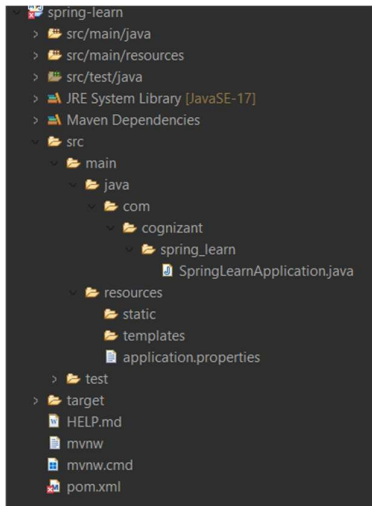 spring-learn
src/main/java
src/main/resources
src/test/java
JRE System Library [JavaSE-17]
Maven Dependencies
src
main
java
com
cognizant
spring_learn
SpringLearnApplication.java
resources
static
templates
application.properties
test
target
HELP.md
mvnw
mvnw.cmd
pom.xml